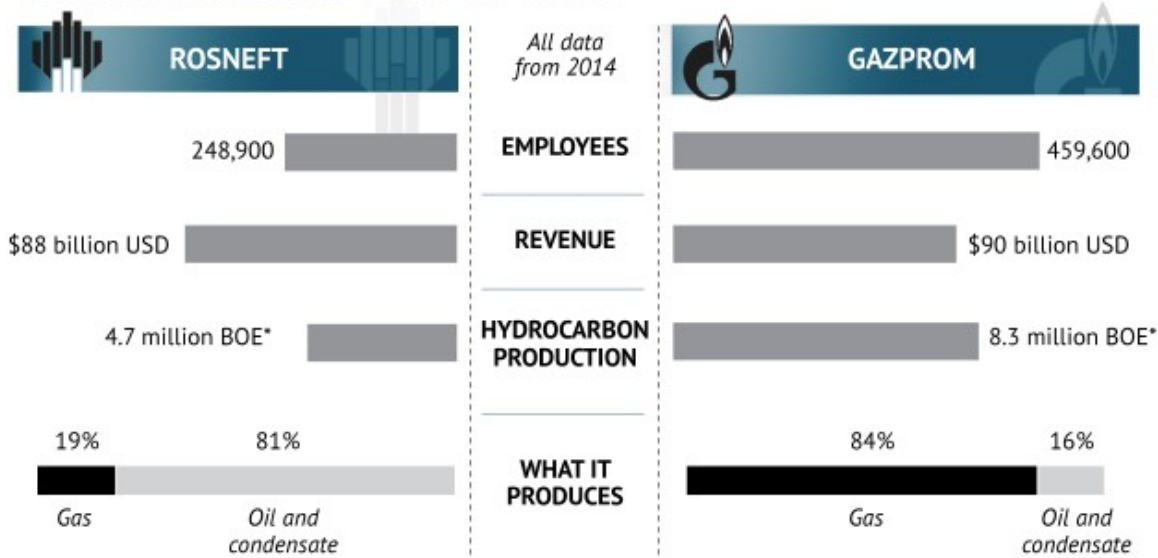 ROSNEFT
All data
from 2014
GAZPROM
248,900
EMPLOYEES
459,600
$88 billion USD
REVENUE
$90 billion USD
4.7 million BOE*
HYDROCARBON
PRODUCTION
8.3 million BOE*
19%
81%
WHAT IT
PRODUCES
84%
16%
Gas
Oil and
condensate
Gas
Oil and
condensate